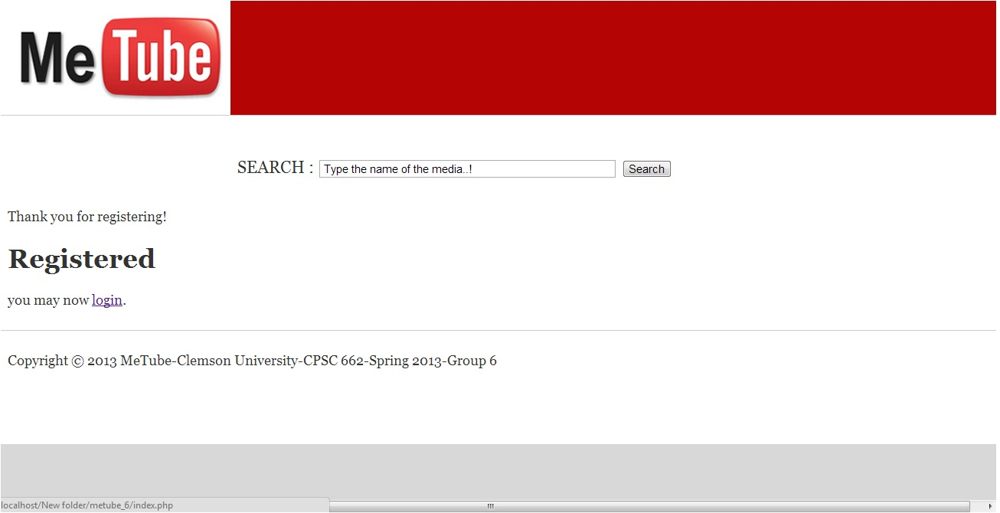 MeTube
SEARCH : Type the name of the media..! Search
Thank you for registering!
Registered
you may now login.
Copyright © 2013 MeTube-Clemson University-CPSC 662-Spring 2013-Group 6
localhost/New folder/metube_6/index.php